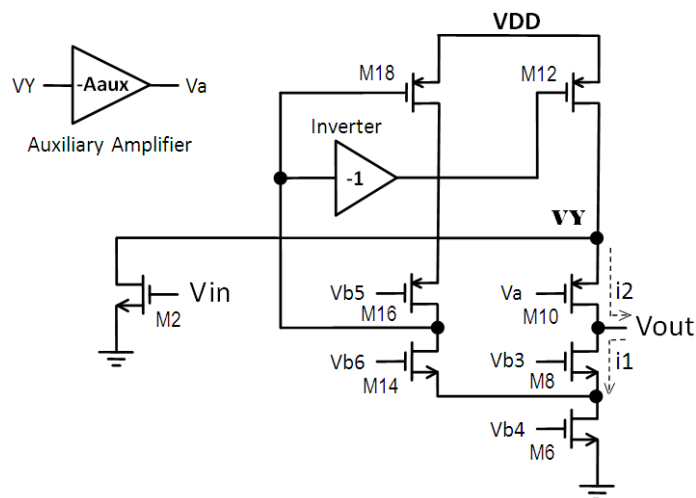 VDD
M18
M12
VY
-Aaux
Va
Auxiliary Amplifier
Inverter
-1
VY
Vin
M2
Vb5
M16
Va
M10
i2
Vout
Vb6
M14
Vb3
M8
i1
Vb4
M6